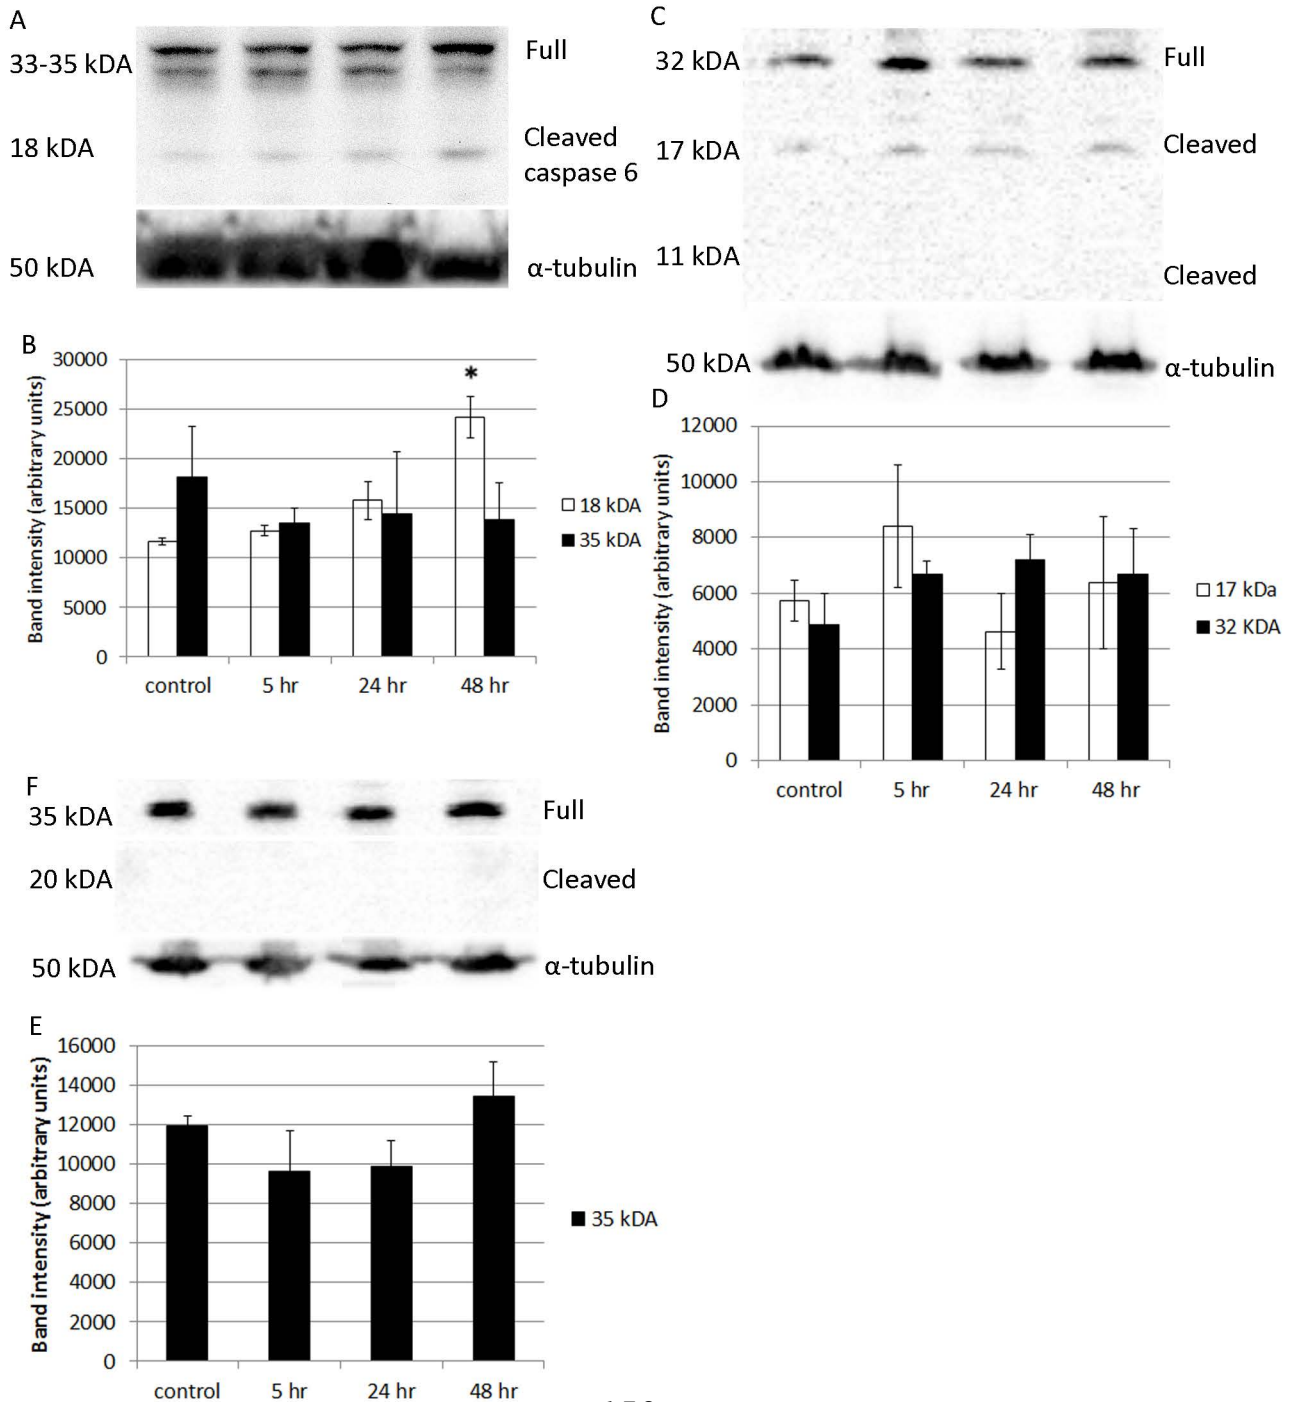 A
33-35 kDA
Full
18 kDA
Cleaved
caspase 6
50 kDA
α-tubulin
B
Band intensity (arbitrary units)
30000
25000
20000
15000
10000
5000
0
*
18 kDA
35 kDA
control 5 hr 24 hr 48 hr
C
32 kDA
Full
17 kDA
Cleaved
11 kDA
Cleaved
50 kDA
α-tubulin
D
Band intensity (arbitrary units)
12000
10000
8000
6000
4000
2000
0
17 kDa
32 KDA
control 5 hr 24 hr 48 hr
F
35 kDA
Full
20 kDA
Cleaved
50 kDA
α-tubulin
E
Band intensity (arbitrary units)
16000
14000
12000
10000
8000
6000
4000
2000
0
35 kDA
control 5 hr 24 hr 48 hr